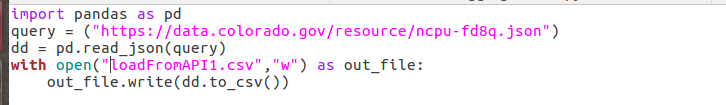 import pandas as pd
query = ("https://data.colorado.gov/resource/ncpu-fd8q.json")
dd = pd.read_json(query)
with open("loadFromAPI1.csv","w") as out_file:
    out_file.write(dd.to_csv())